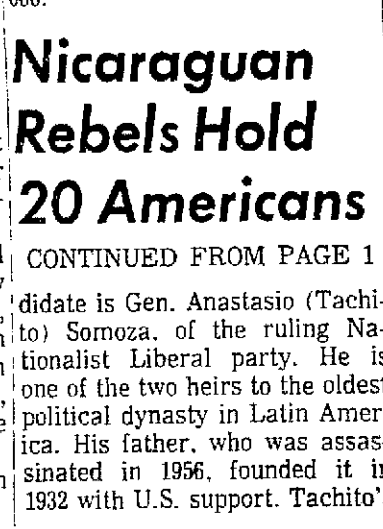 Nicaraguan
Rebels Hold
20 Americans
CONTINUED FROM PAGE 1
didate is Gen. Anastasio (Tachi-
to) Somoza, of the ruling Na-
tionalist Liberal party. He is
one of the two heirs to the oldest
political dynasty in Latin Amer-
ica. His father, who was assas-
sinated in 1956, founded it in
1932 with U.S. support. Tachito'